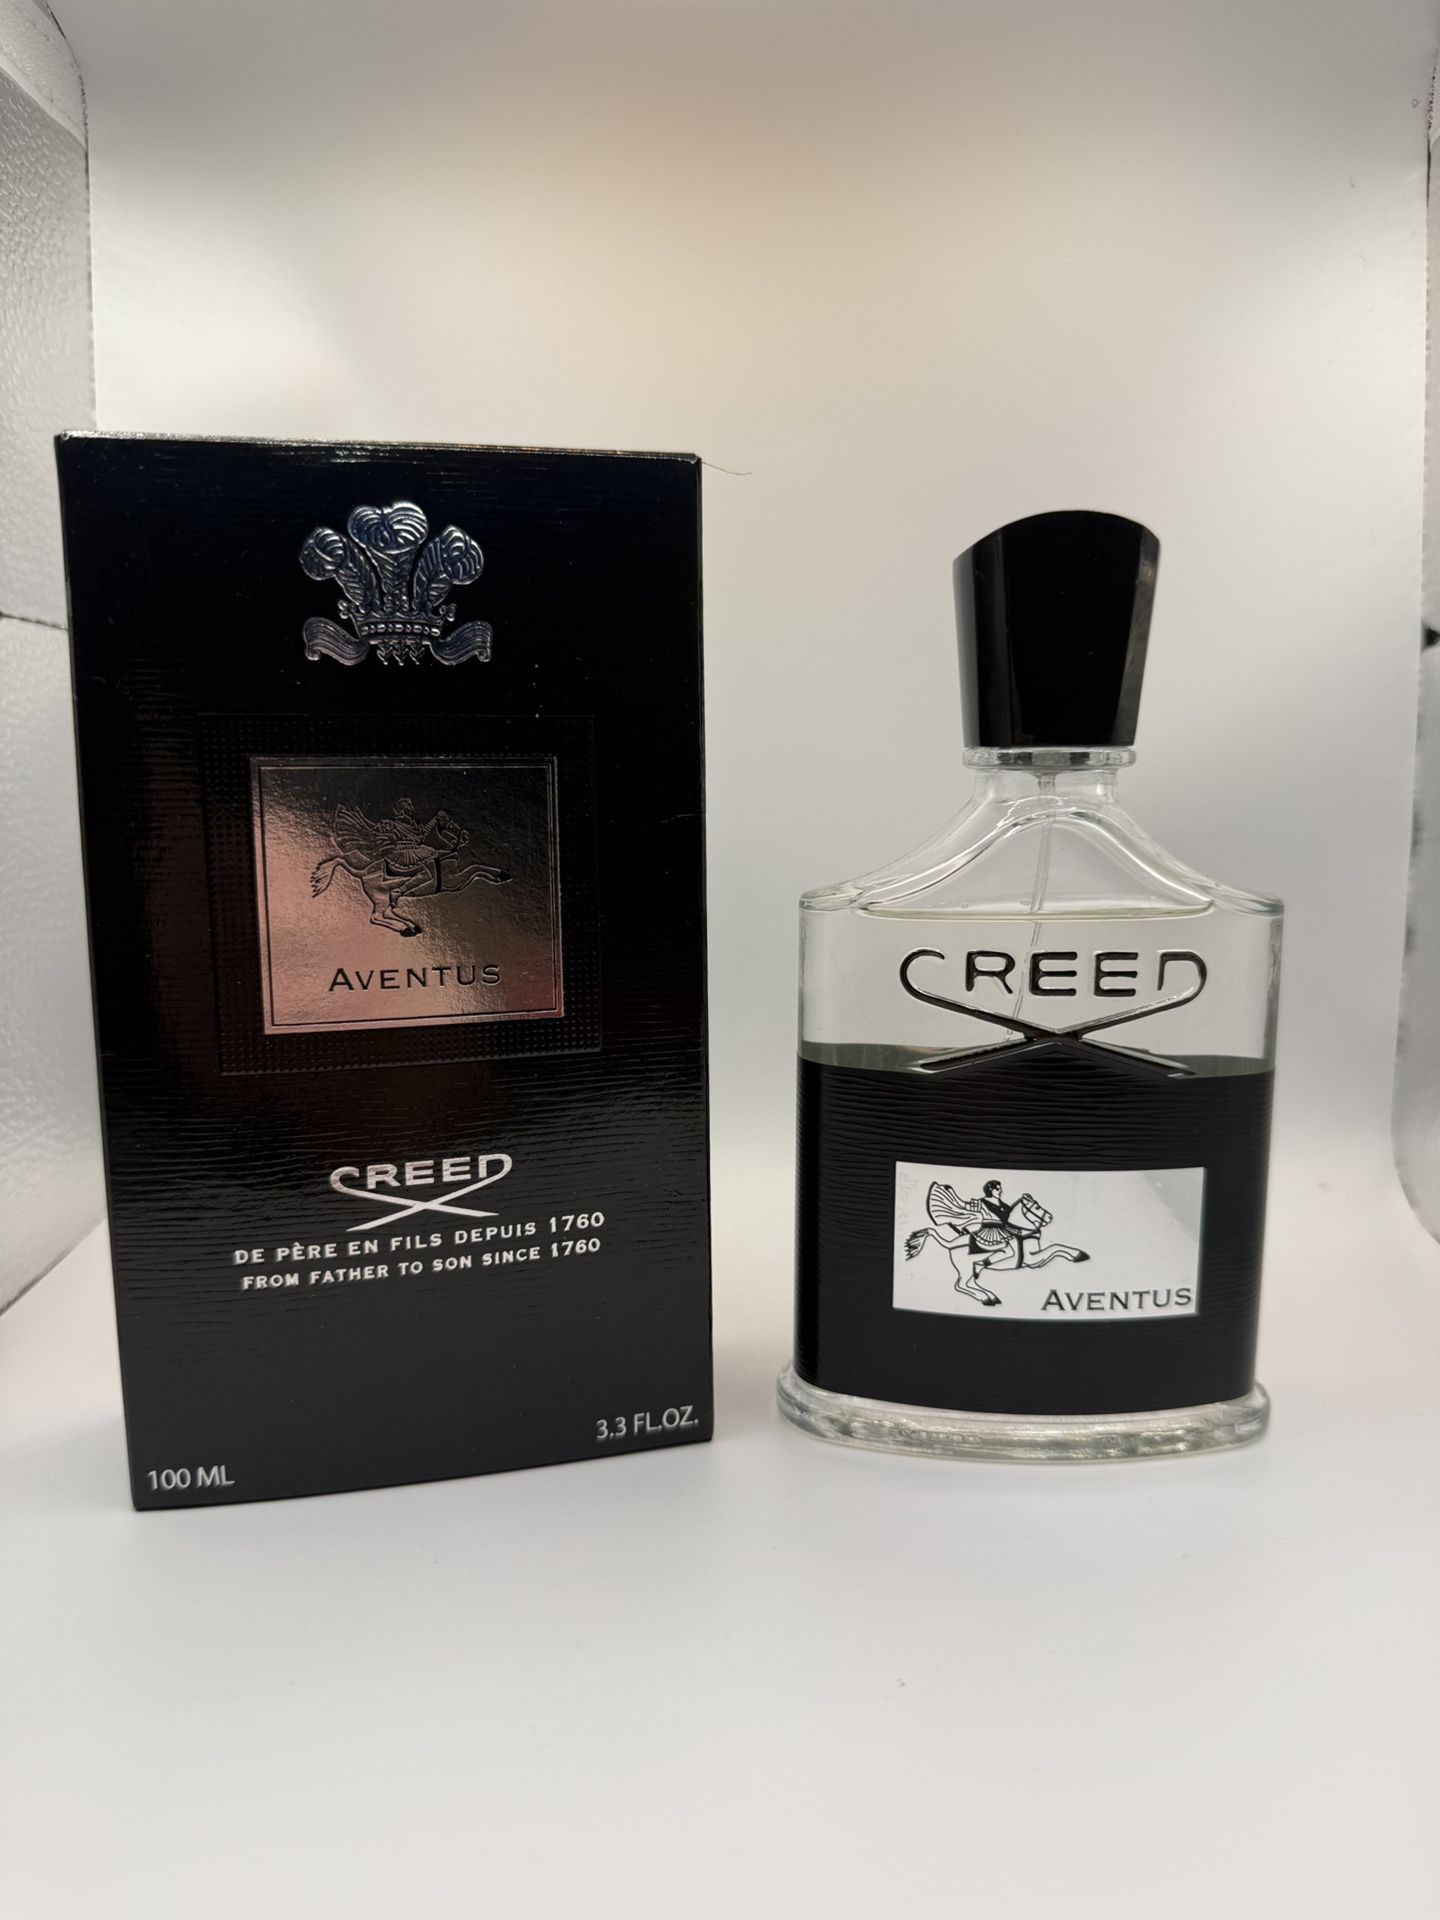 AVENTUS
CREED
DE PÈRE EN FILS DEPUIS 1760
FROM FATHER TO SON SINCE 1760
100 ML
3.3 FL.OZ.
CREED
AVENTUS